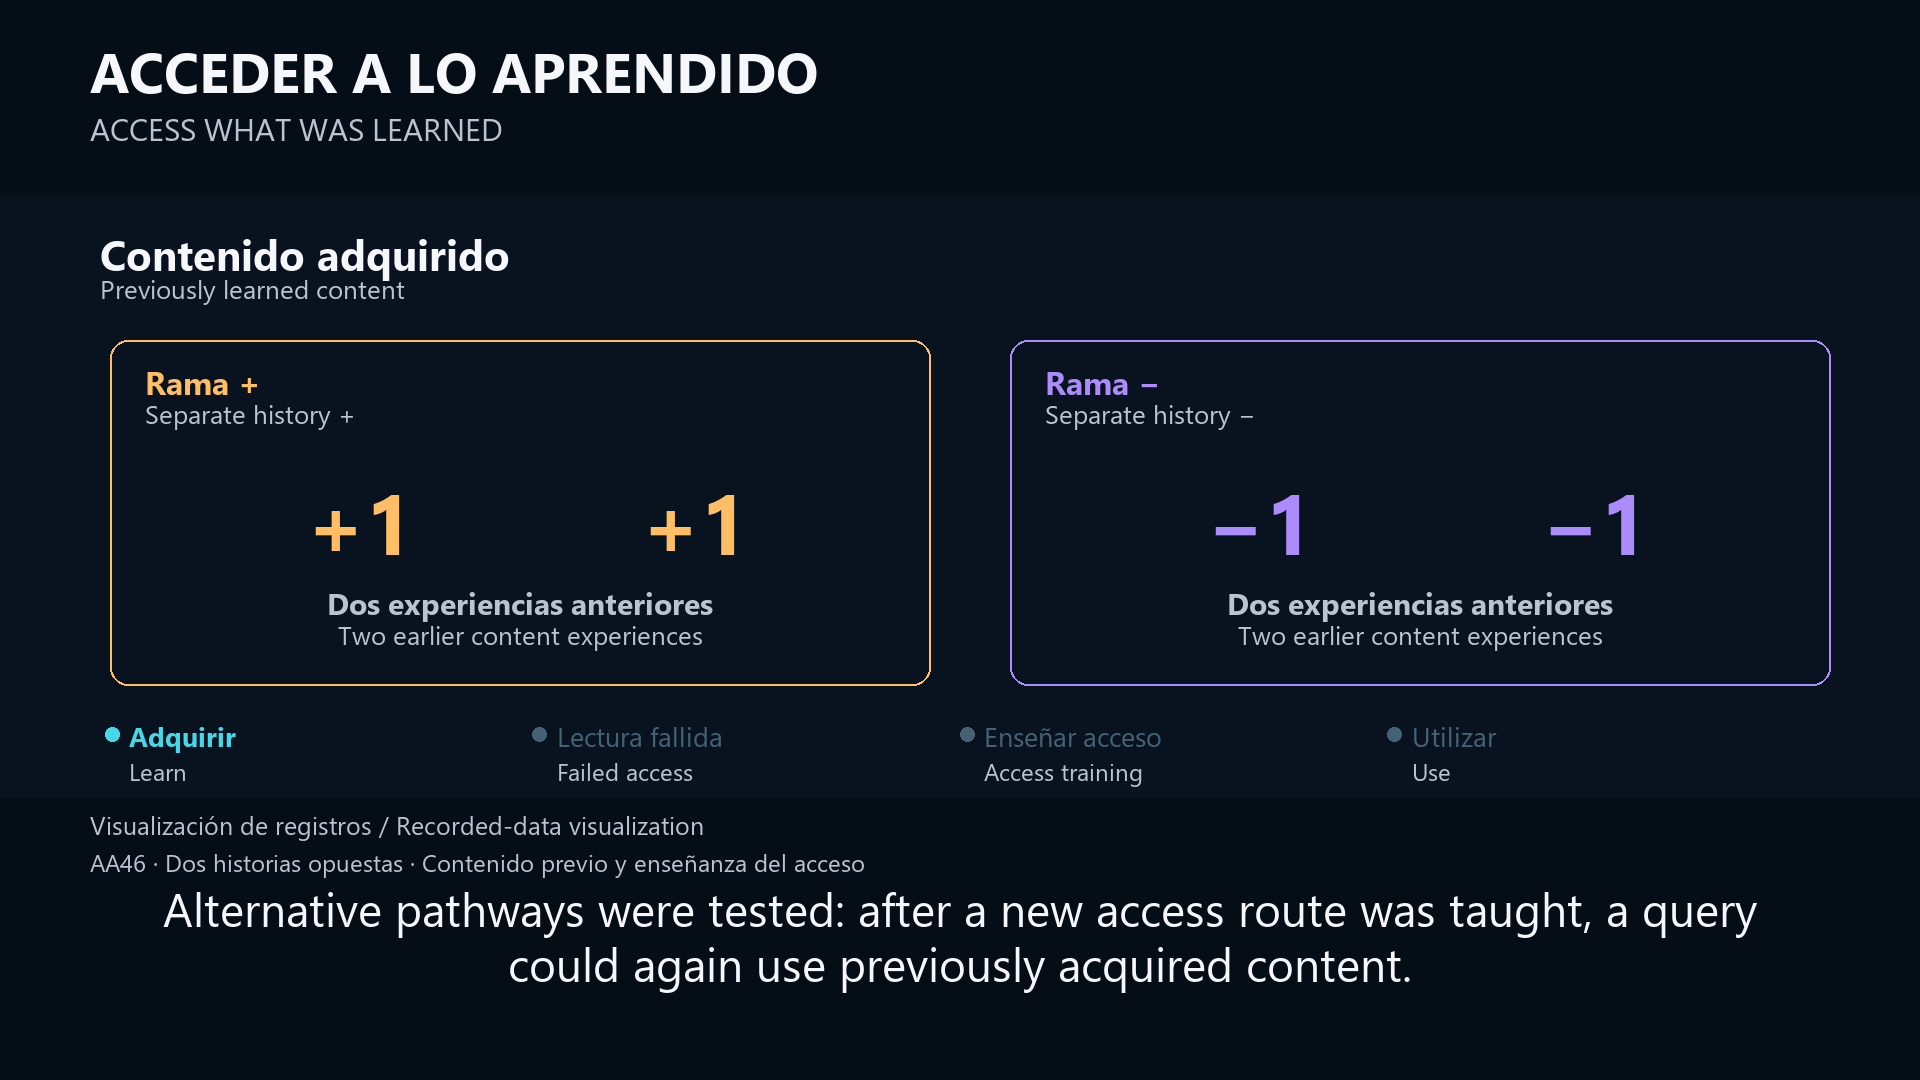 ACCEDER A LO APRENDIDO
ACCESS WHAT WAS LEARNED
Contenido adquirido
Previously learned content
Rama +
Separate history +
+1 +1
Dos experiencias anteriores
Two earlier content experiences
Rama −
Separate history −
−1 −1
Dos experiencias anteriores
Two earlier content experiences
Adquirir
Learn
Lectura fallida
Failed access
Enseñar acceso
Access training
Utilizar
Use
Visualización de registros / Recorded-data visualization
AA46 · Dos historias opuestas · Contenido previo y enseñanza del acceso
Alternative pathways were tested: after a new access route was taught, a query
could again use previously acquired content.